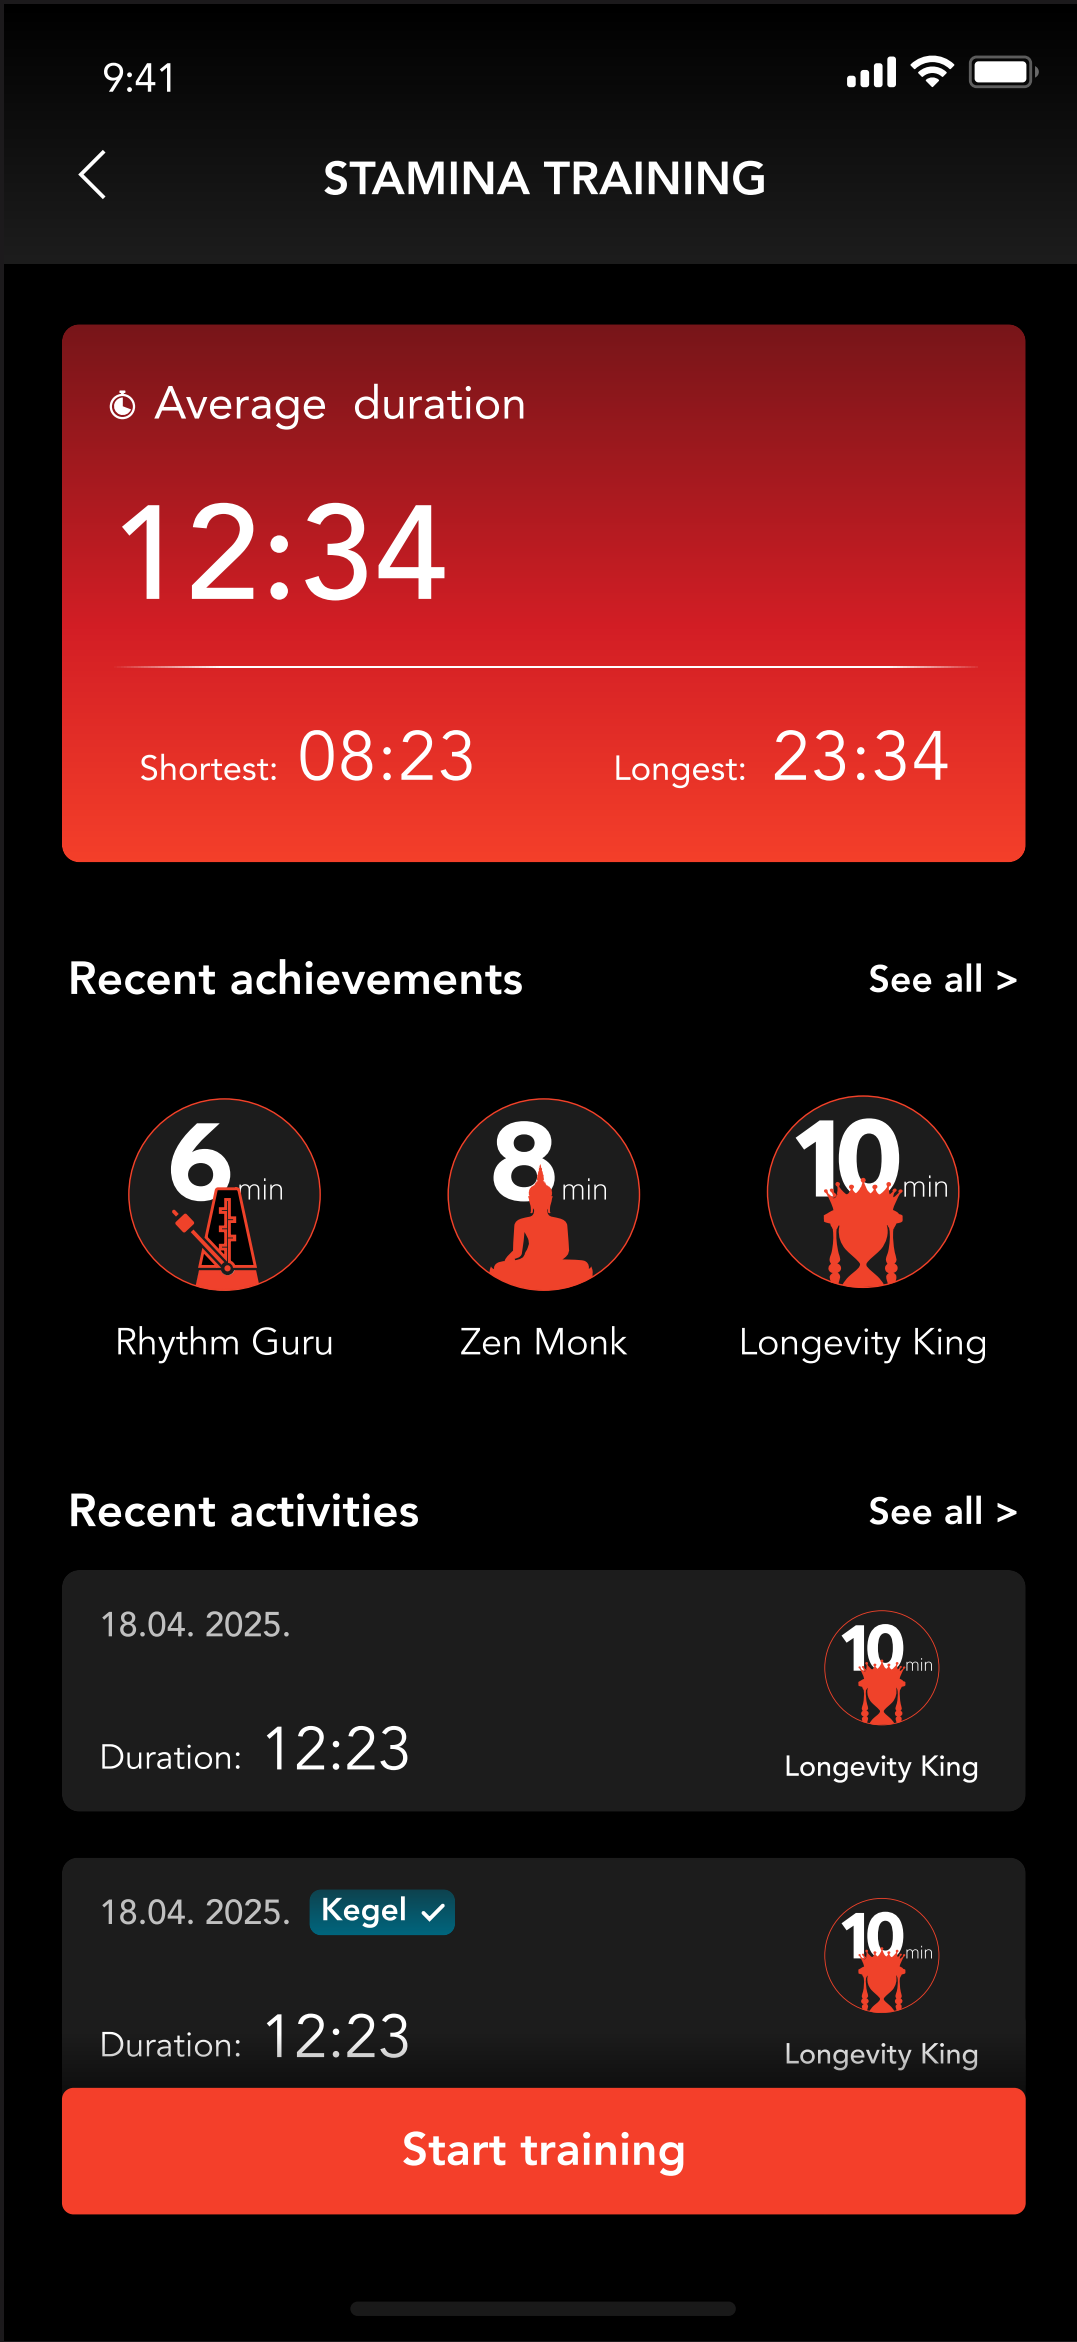 9:41
STAMINA TRAINING
Average duration
12:34
Shortest: 08:23 Longest: 23:34
Recent achievements See all >
6 min 8 min 10 min
Rhythm Guru Zen Monk Longevity King
Recent activities See all >
18.04. 2025.
10 min
Duration: 12:23
Longevity King
18.04. 2025. Kegel
10 min
Duration: 12:23
Longevity King
Start training